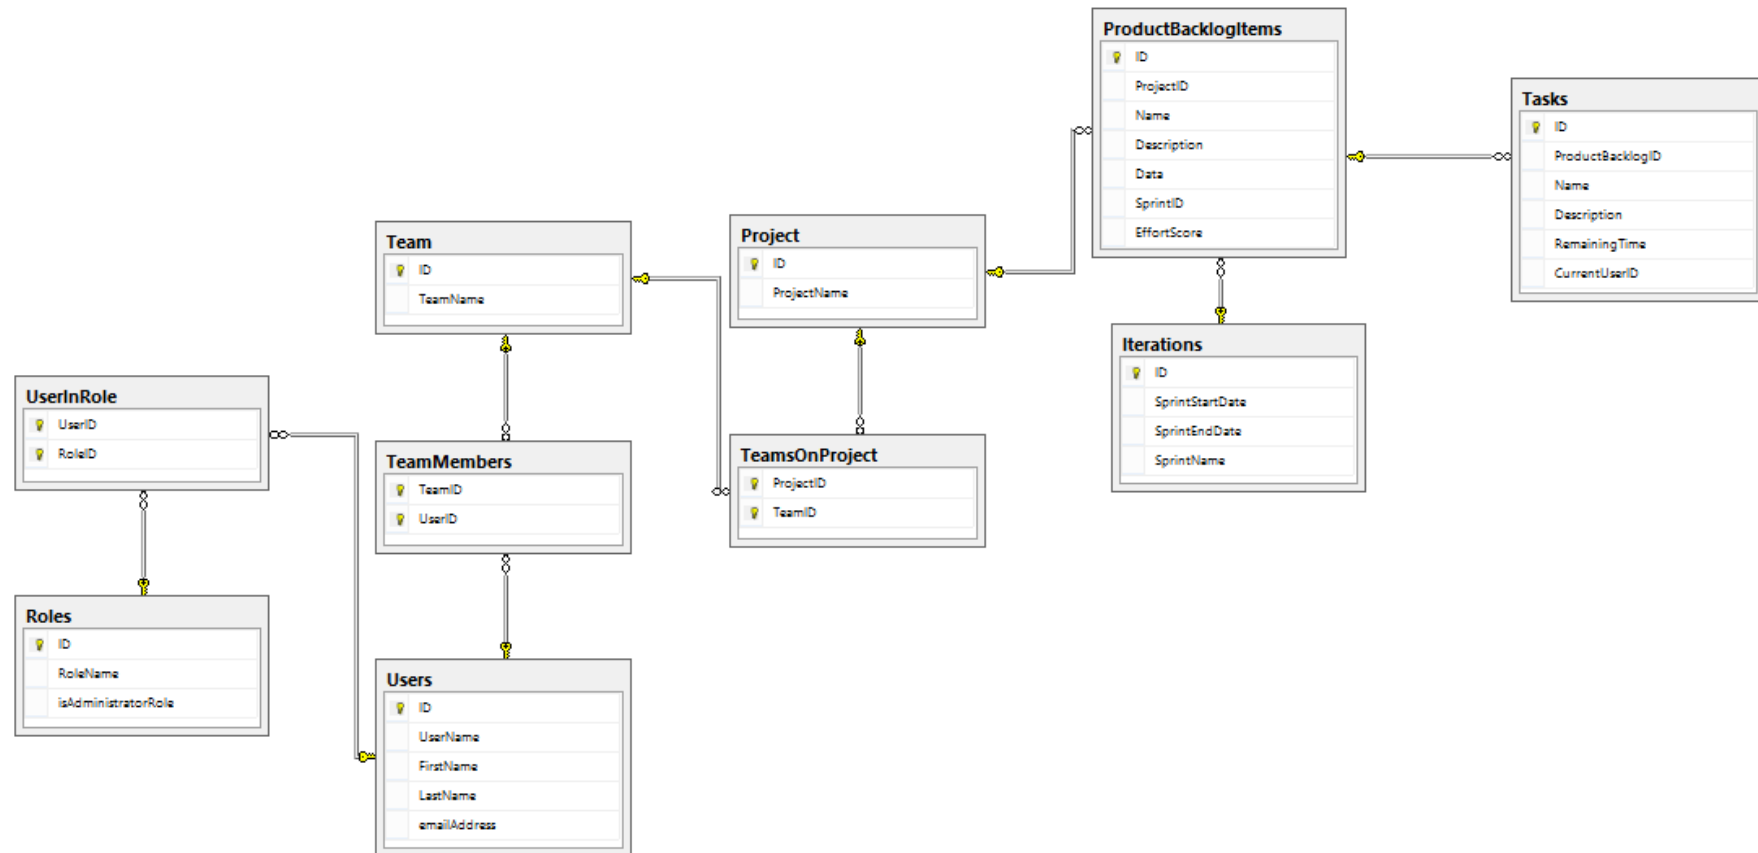 ProductBacklogItems
ID
ProjectID
Name
Description
Data
SprintID
EffortScore
Tasks
ID
ProductBacklogID
Name
Description
RemainingTime
CurrentUserID
Team
ID
TeamName
Project
ID
ProjectName
Iterations
ID
SprintStartDate
SprintEndDate
SprintName
UserInRole
UserID
RoleID
TeamMembers
TeamID
UserID
TeamsOnProject
ProjectID
TeamID
Roles
ID
RoleName
isAdministratorRole
Users
ID
UserName
FirstName
LastName
emailAddress